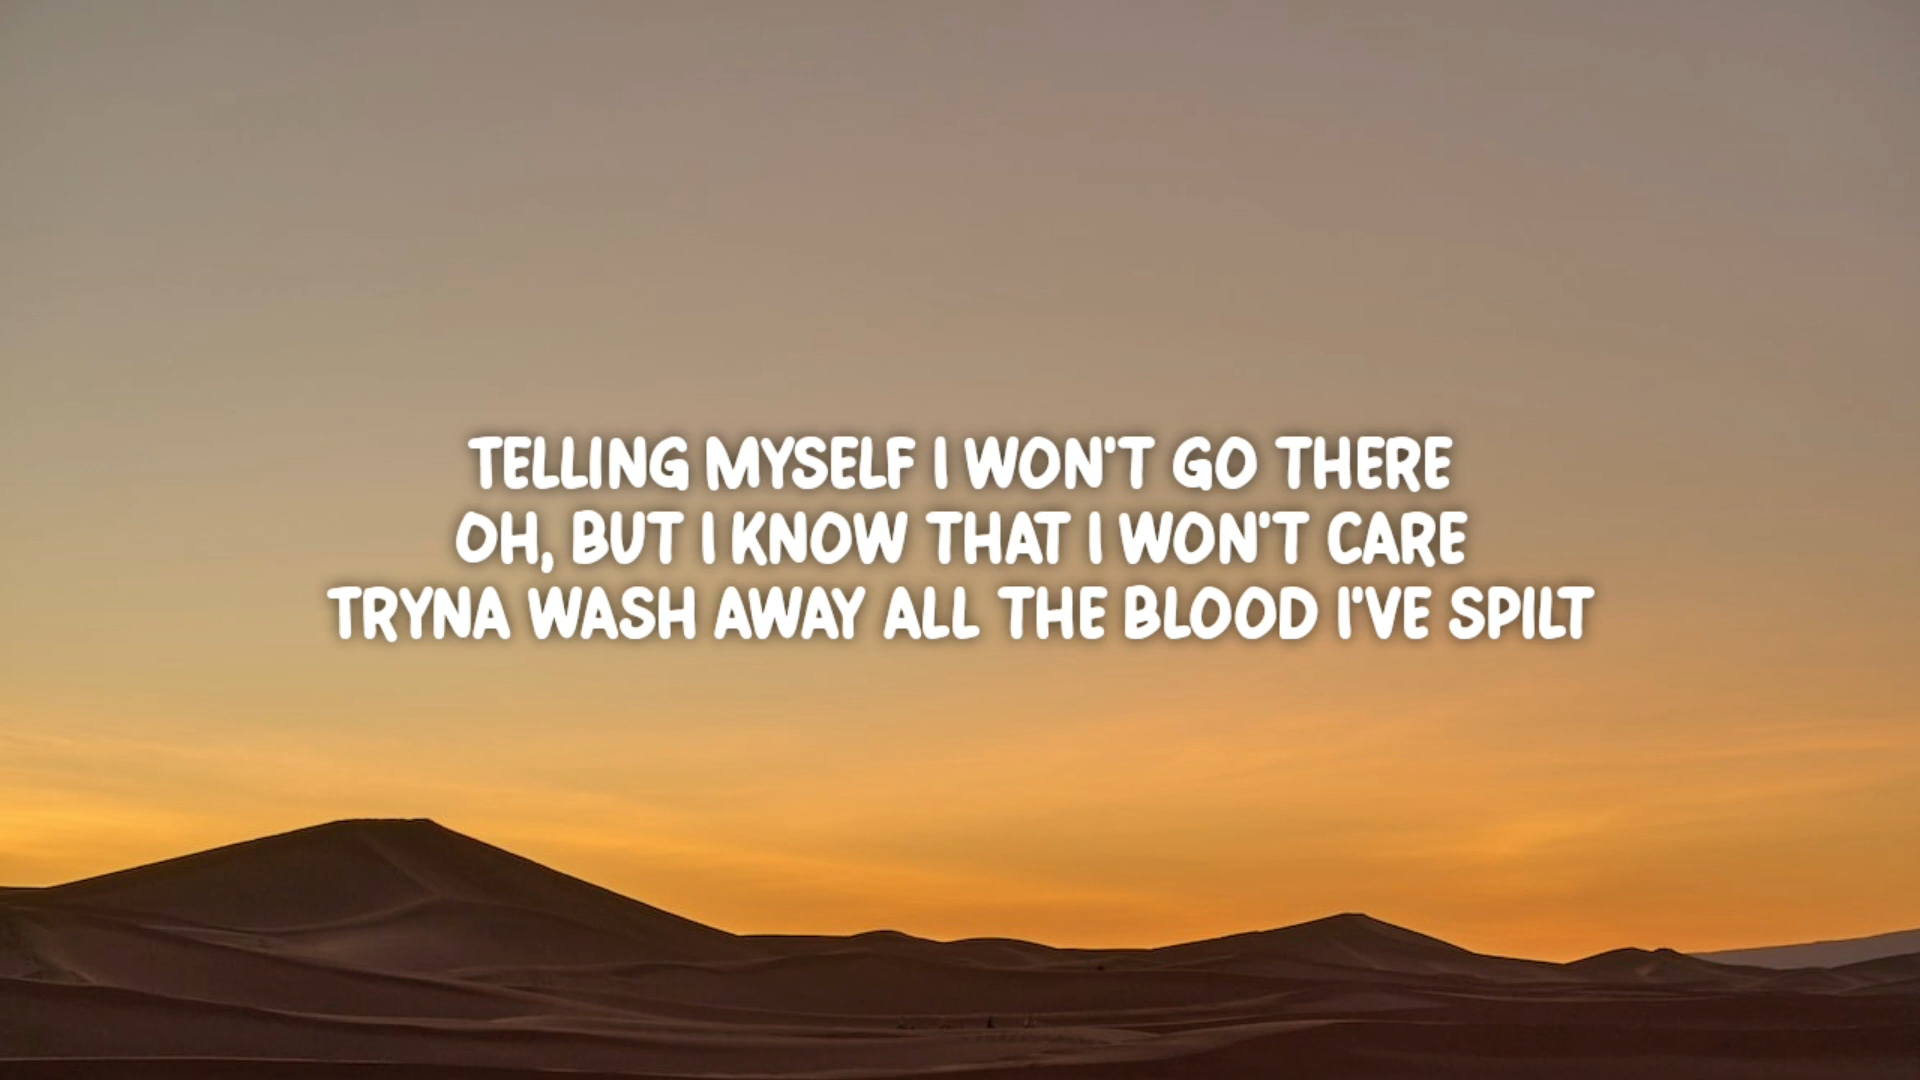 TELLING MYSELF I WON'T GO THERE
OH, BUT I KNOW THAT I WON'T CARE
TRYNA WASH AWAY ALL THE BLOOD I'VE SPILT